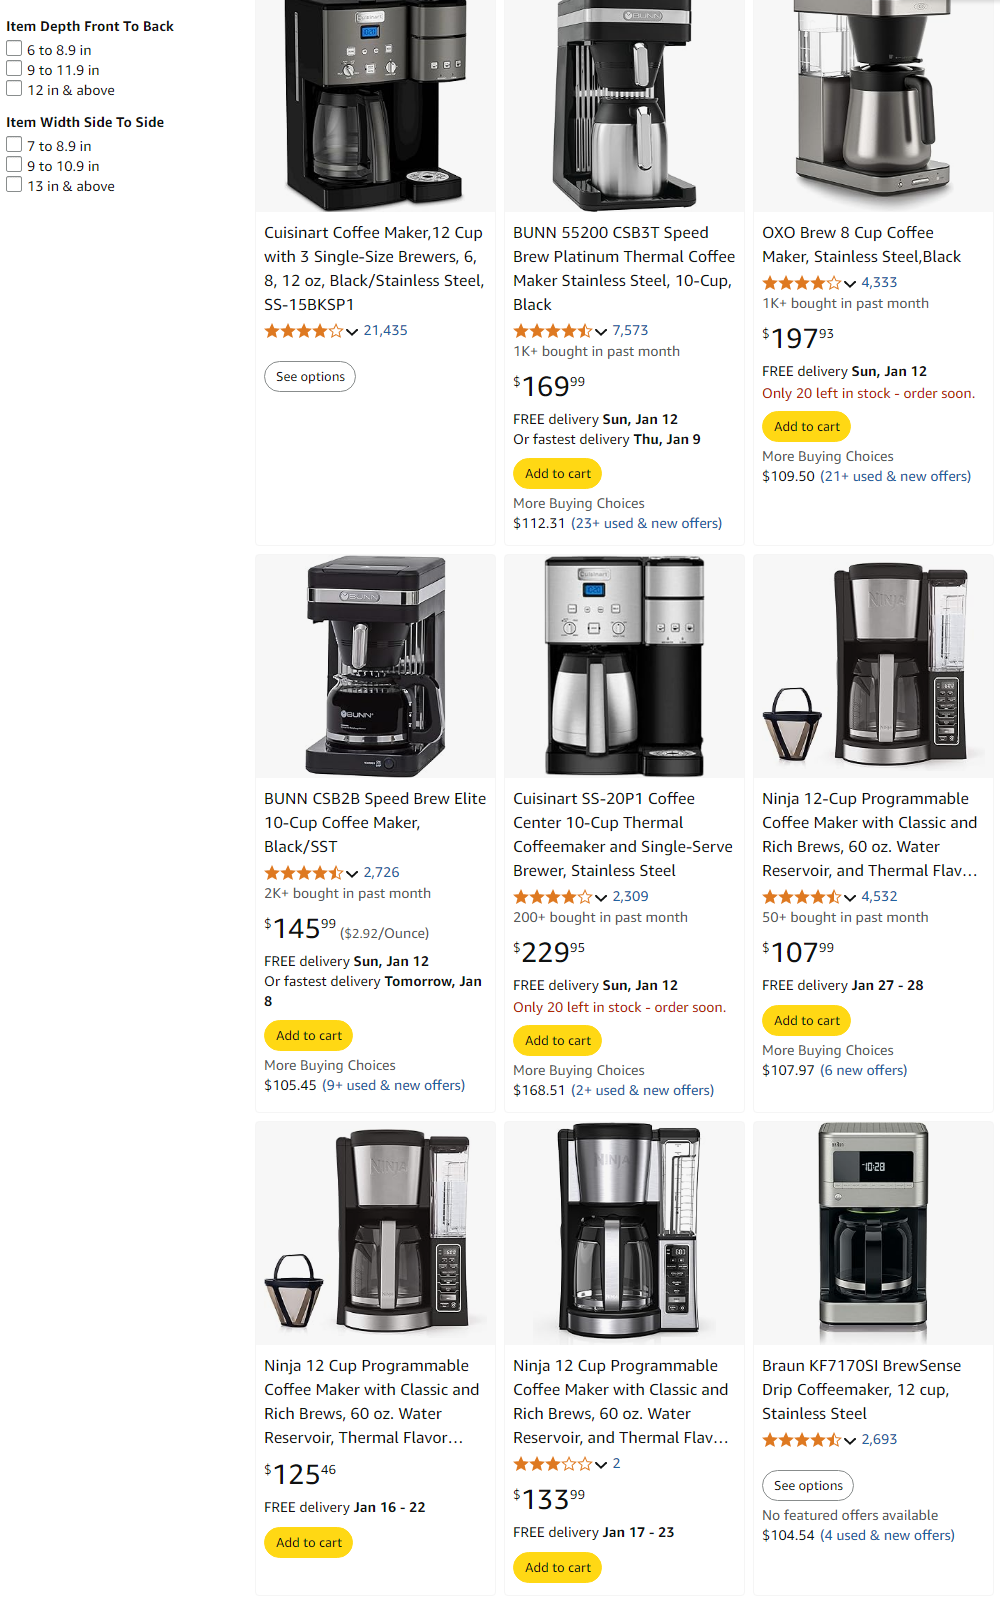 Item Depth Front To Back
6 to 8.9 in
9 to 11.9 in
12 in & above
Item Width Side To Side
7 to 8.9 in
9 to 10.9 in
13 in & above
Cuisinart
BUNN
Cuisinart Coffee Maker,12 Cup
with 3 Single-Size Brewers, 6,
8, 12 oz, Black/Stainless Steel,
SS-15BKSP1
21,435
See options
BUNN 55200 CSB3T Speed
Brew Platinum Thermal Coffee
Maker Stainless Steel, 10-Cup,
Black
7,573
1K+ bought in past month
$169.99
FREE delivery Sun, Jan 12
Or fastest delivery Thu, Jan 9
Add to cart
More Buying Choices
$112.31 (23+ used & new offers)
OXO Brew 8 Cup Coffee
Maker, Stainless Steel,Black
4,333
1K+ bought in past month
$197.93
FREE delivery Sun, Jan 12
Only 20 left in stock - order soon.
Add to cart
More Buying Choices
$109.50 (21+ used & new offers)
BUNN
BUNN
BUNN CSB2B Speed Brew Elite
10-Cup Coffee Maker,
Black/SST
2,726
2K+ bought in past month
$145.99 ($2.92/Ounce)
FREE delivery Sun, Jan 12
Or fastest delivery Tomorrow, Jan
8
Add to cart
More Buying Choices
$105.45 (9+ used & new offers)
Cuisinart
Cuisinart SS-20P1 Coffee
Center 10-Cup Thermal
Coffeemaker and Single-Serve
Brewer, Stainless Steel
2,309
200+ bought in past month
$229.95
FREE delivery Sun, Jan 12
Only 20 left in stock - order soon.
Add to cart
More Buying Choices
$168.51 (2+ used & new offers)
NINJA
Ninja 12-Cup Programmable
Coffee Maker with Classic and
Rich Brews, 60 oz. Water
Reservoir, and Thermal Flav…
4,532
50+ bought in past month
$107.99
FREE delivery Jan 27 - 28
Add to cart
More Buying Choices
$107.97 (6 new offers)
NINJA
Ninja 12 Cup Programmable
Coffee Maker with Classic and
Rich Brews, 60 oz. Water
Reservoir, Thermal Flavor…
$125.46
FREE delivery Jan 16 - 22
Add to cart
NINJA
Ninja 12 Cup Programmable
Coffee Maker with Classic and
Rich Brews, 60 oz. Water
Reservoir, and Thermal Flav…
2
$133.99
FREE delivery Jan 17 - 23
Add to cart
10:28
Braun KF7170SI BrewSense
Drip Coffeemaker, 12 cup,
Stainless Steel
2,693
See options
No featured offers available
$104.54 (4 used & new offers)